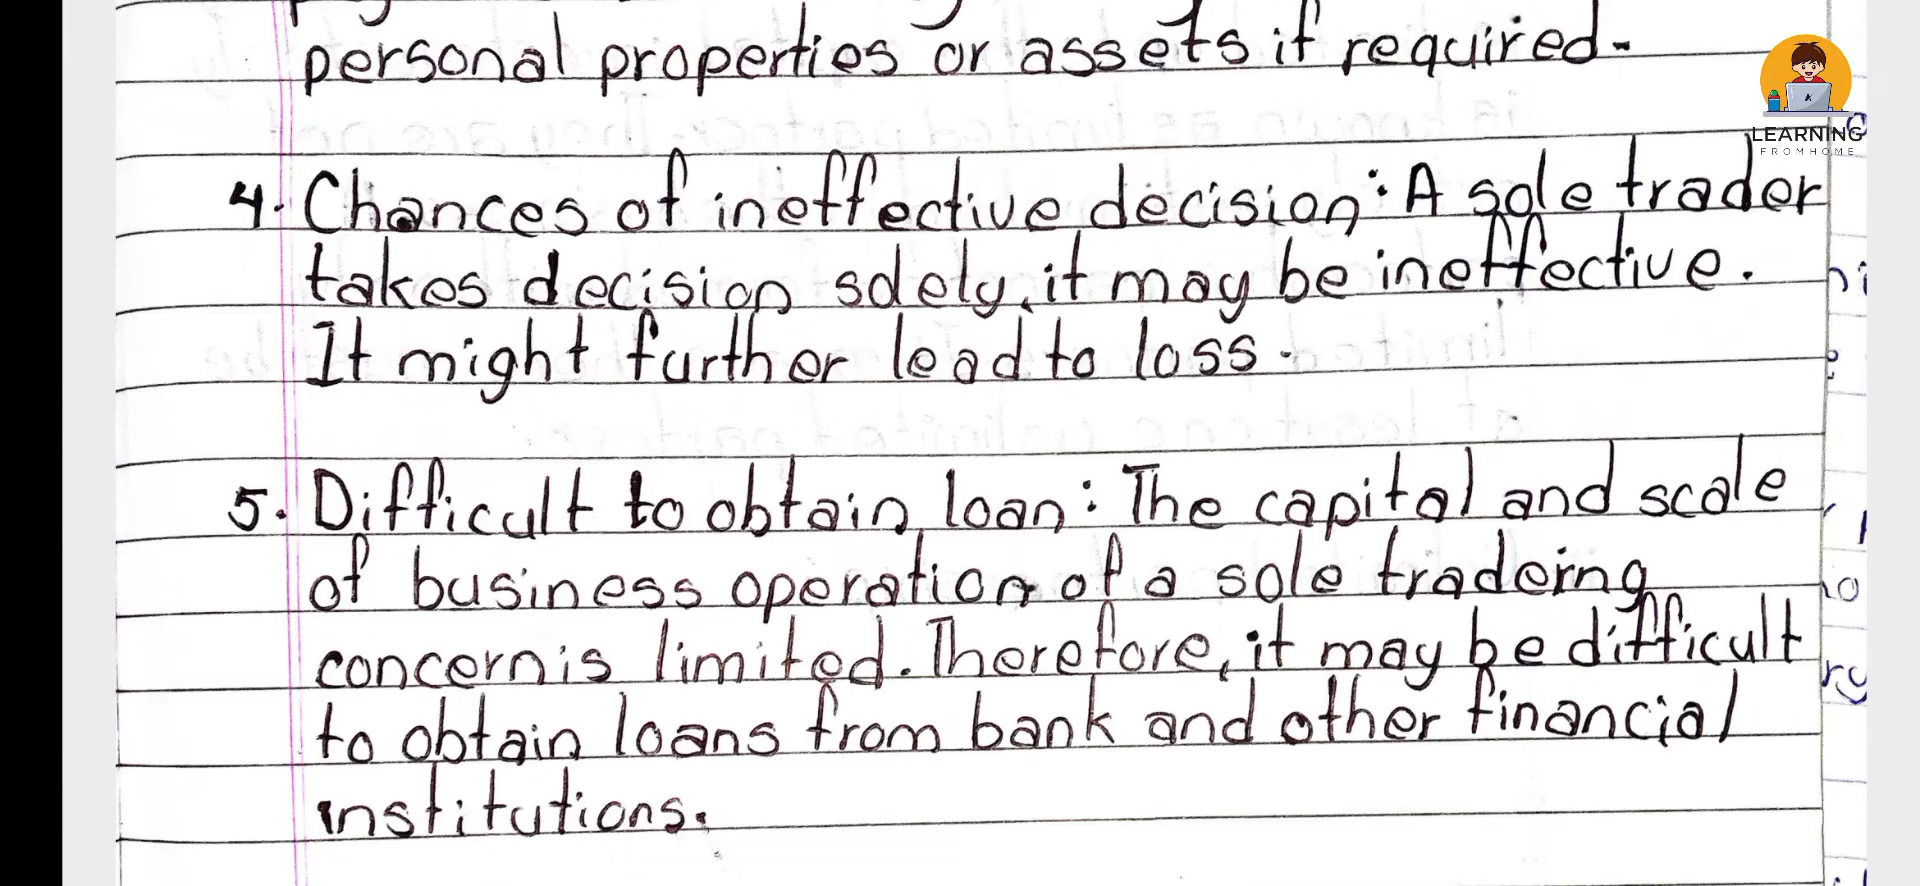 personal properties or assets if required.
LEARNING
FROMHOME
4. Chances of ineffective decision: A sole trader
takes decision solely, it may be ineffective.
It might further lead to loss.
5. Difficult to obtain loan: The capital and scale
of business operation of a sole tradering
concern is limited. Therefore, it may be difficult
to obtain loans from bank and other financial
institutions.